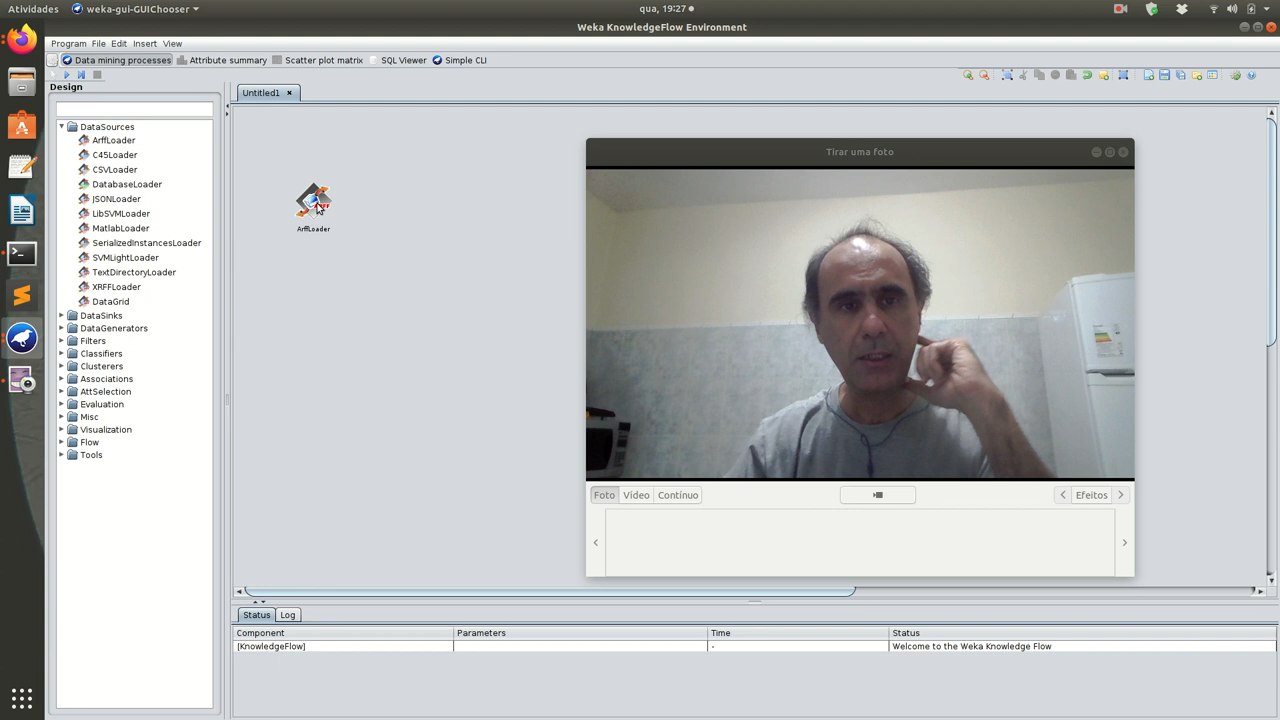 Atividades
weka-gui-GUIChooser
qua, 19:27
Weka KnowledgeFlow Environment
Program File Edit Insert View
Data mining processes Attribute summary Scatter plot matrix SQL Viewer Simple CLI
Design
Untitled1
DataSources
ArffLoader
C45Loader
CSVLoader
DatabaseLoader
JSONLoader
LibSVMLoader
MatlabLoader
SerializedInstancesLoader
SVMLightLoader
TextDirectoryLoader
XRFFLoader
DataGrid
DataSinks
DataGenerators
Filters
Classifiers
Clusterers
Associations
AttSelection
Evaluation
Misc
Visualization
Flow
Tools
ArffLoader
Tirar uma foto
Foto Vídeo Contínuo Efeitos
Status Log
Component Parameters Time Status
[KnowledgeFlow] - Welcome to the Weka Knowledge Flow